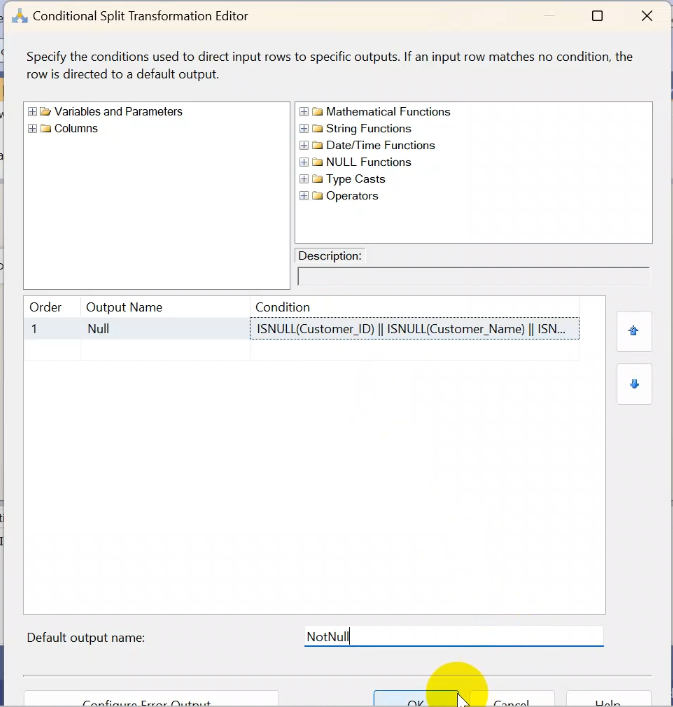 Conditional Split Transformation Editor
Specify the conditions used to direct input rows to specific outputs. If an input row matches no condition, the
row is directed to a default output.
Variables and Parameters
Columns
Mathematical Functions
String Functions
Date/Time Functions
NULL Functions
Type Casts
Operators
Description:
Order Output Name Condition
1 Null ISNULL(Customer_ID) || ISNULL(Customer_Name) || ISN...
Default output name: NotNull
Configure Error Output... OK Cancel Help